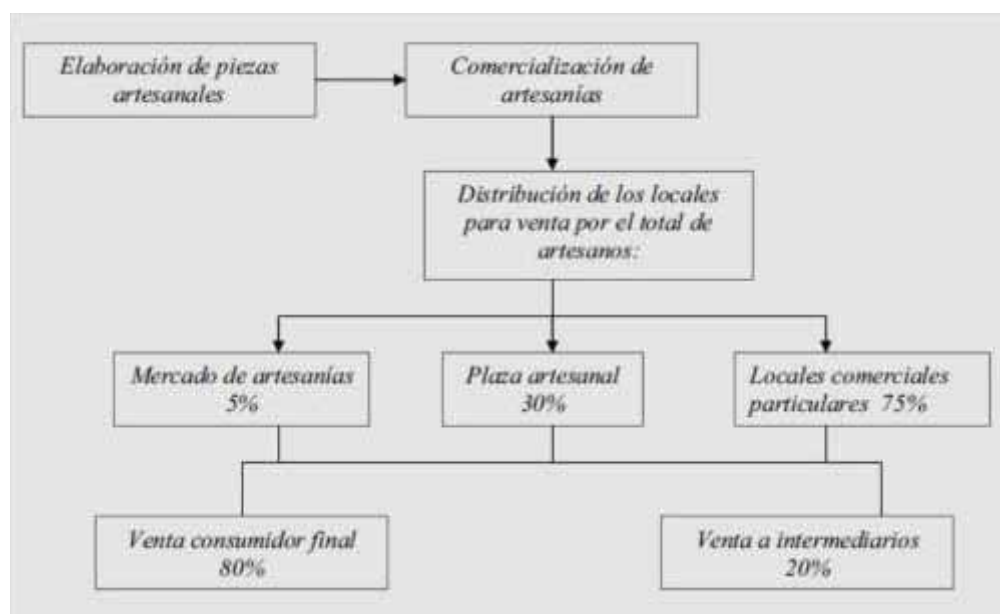 Elaboración de piezas
artesanales
Comercialización de
artesanías
Distribución de los locales
para venta por el total de
artesanos:
Mercado de artesanías
5%
Plaza artesanal
30%
Locales comerciales
particulares 75%
Venta consumidor final
80%
Venta a intermediarios
20%